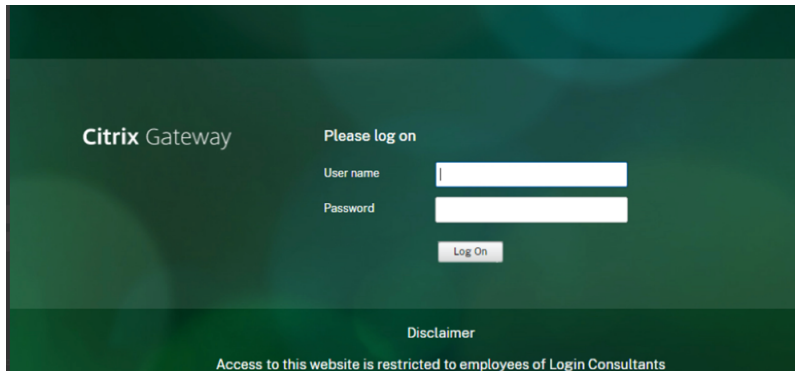 Citrix Gateway
Please log on
User name
Password
Log On
Disclaimer
Access to this website is restricted to employees of Login Consultants